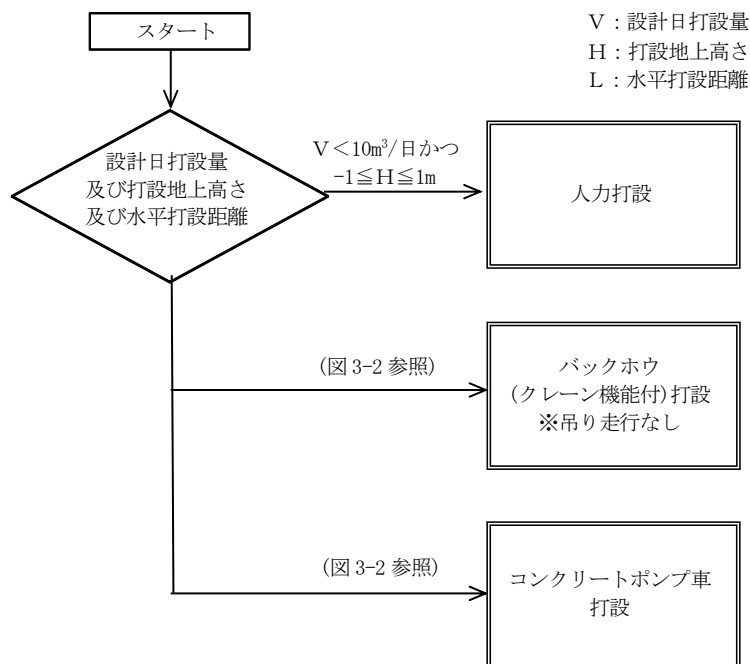 スタート
V：設計日打設量
H：打設地上高さ
L：水平打設距離
設計日打設量
及び打設地上高さ
及び水平打設距離
V＜10m³/日かつ
-1≦H≦1m
人力打設
(図 3-2 参照)
バックホウ
(クレーン機能付)打設
※吊り走行なし
(図 3-2 参照)
コンクリートポンプ車
打設